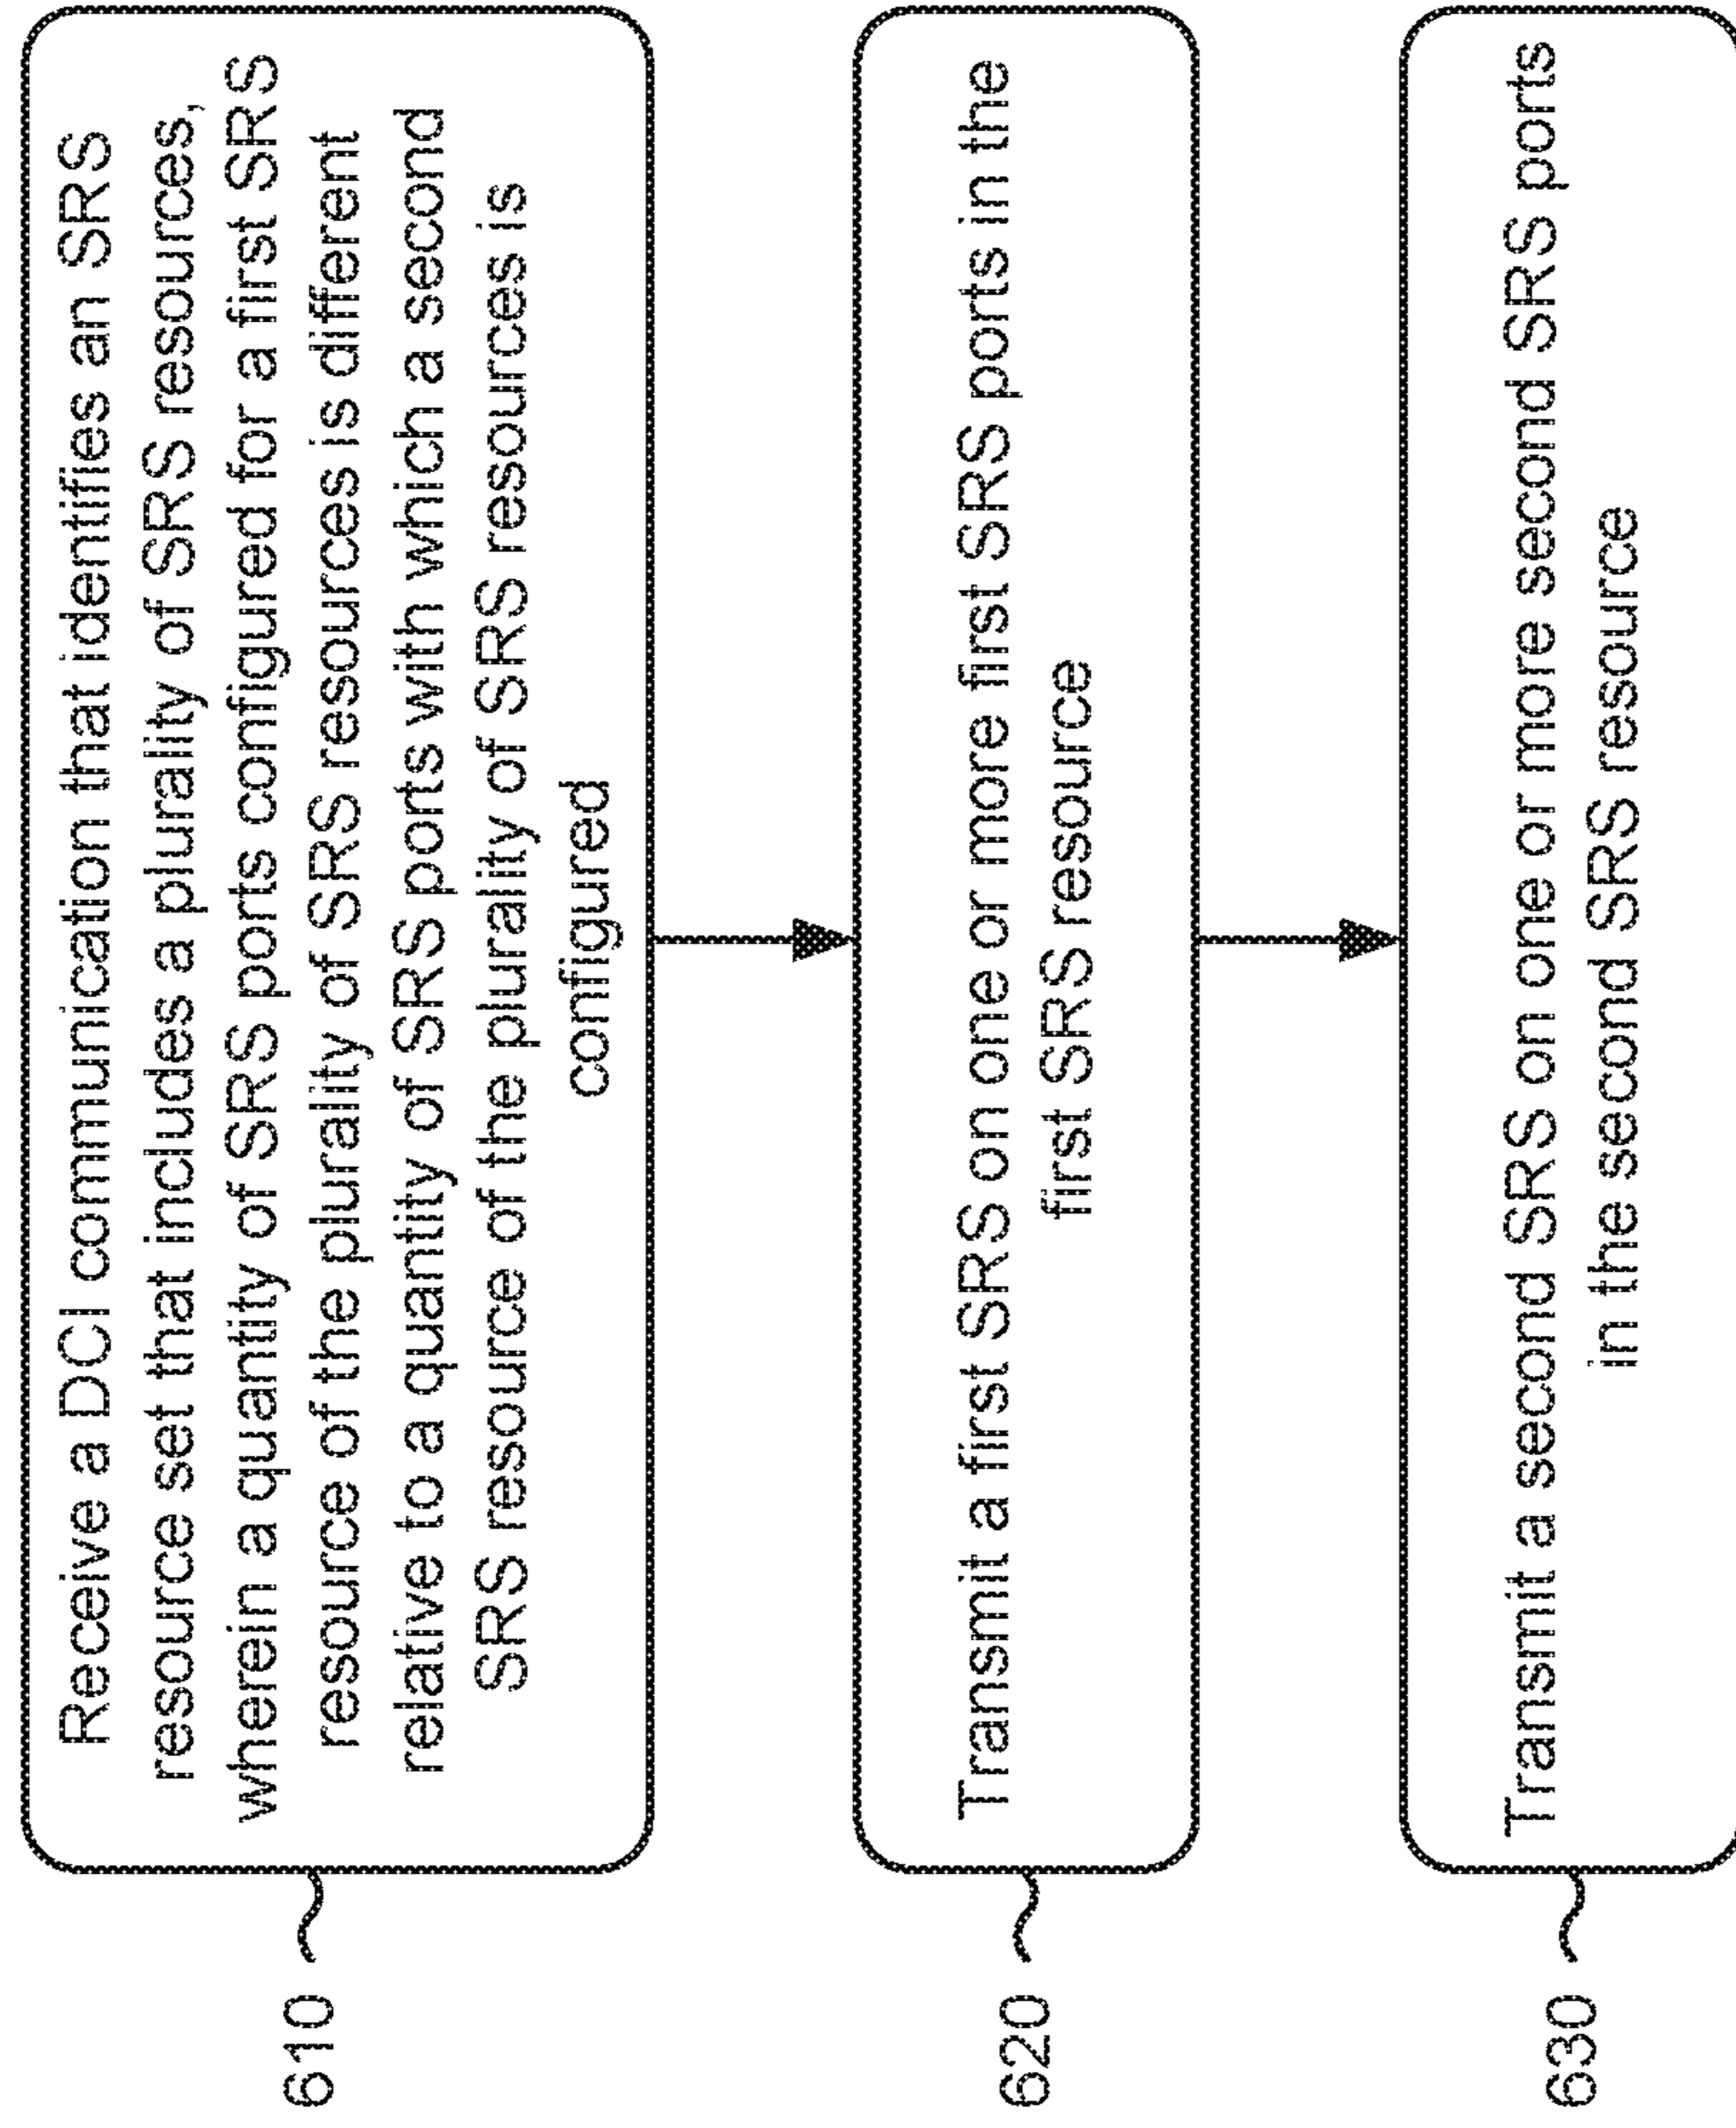 610
Receive a DCI communication that identifies an SRS
resource set that includes a plurality of SRS resources,
wherein a quantity of SRS ports configured for a first SRS
resource of the plurality of SRS resources is different
relative to a quantity of SRS ports with which a second
SRS resource of the plurality of SRS resources is
configured
620
Transmit a first SRS on one or more first SRS ports in the
first SRS resource
630
Transmit a second SRS on one or more second SRS ports
in the second SRS resource